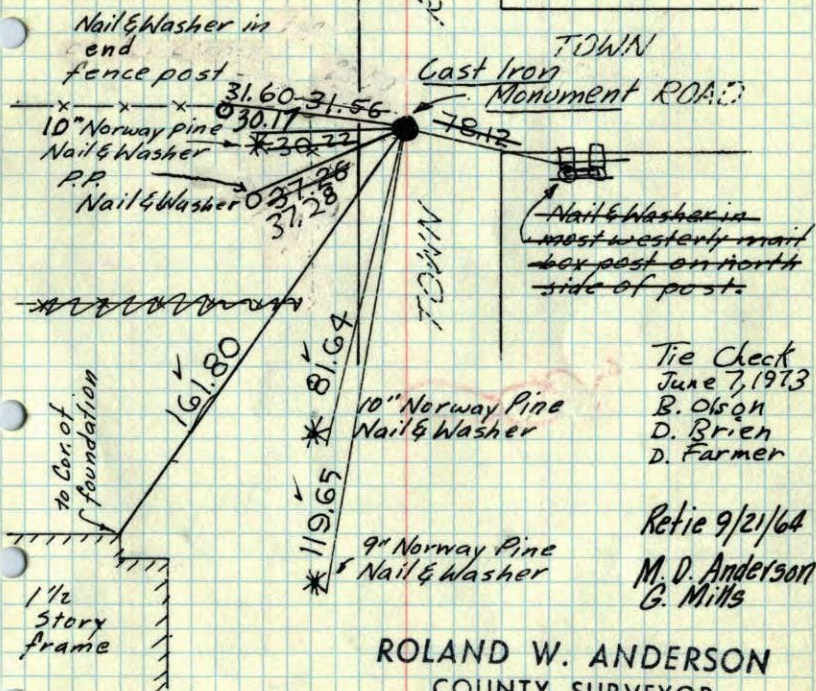 Nail & Washer in
end
fence post
TOWN
Cast Iron
Monument ROAD
31.60 31.56
30.17
10" Norway pine
Nail & Washer
30.22
78.12
P.P.
Nail & Washer
37.26
37.28
Nail & Washer in
most westerly mail
box post on north
side of post.
TOWN
161.80
81.64
10" Norway Pine
Nail & Washer
Tie Check
June 7, 1973
B. Olson
D. Brien
D. Farmer
to Cor. of
foundation
119.65
9" Norway Pine
Nail & Washer
Retie 9/21/64
M. D. Anderson
G. Mills
1 1/2
Story
frame
ROLAND W. ANDERSON
COUNTY SURVEYOR